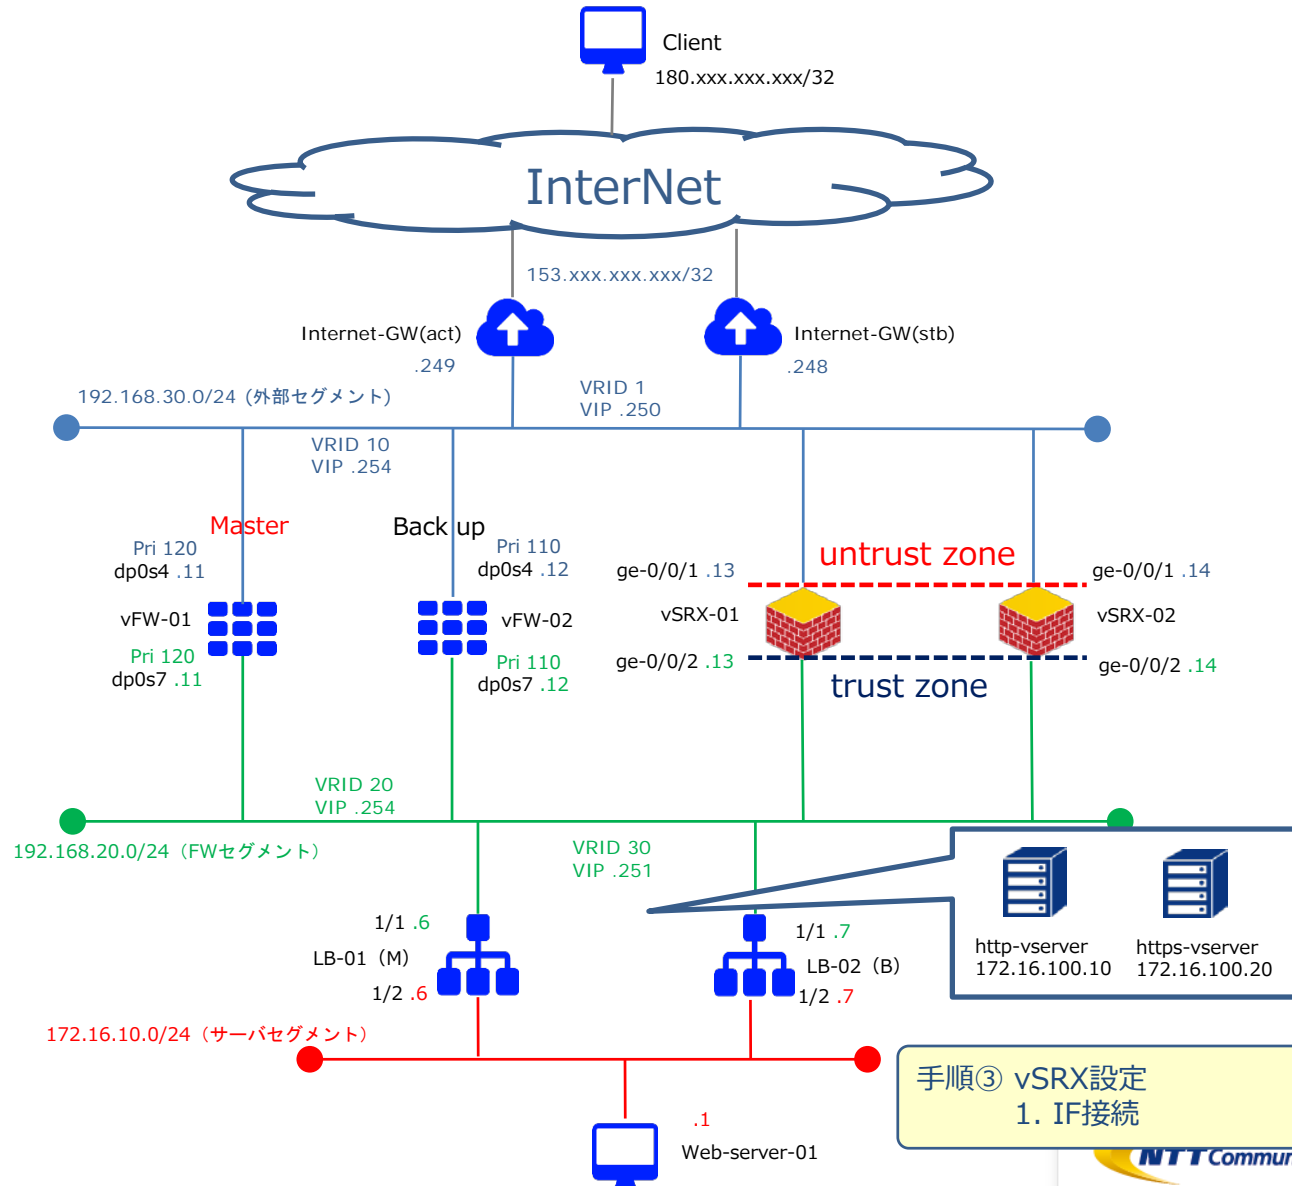 Client
180.xxx.xxx.xxx/32
InterNet
153.xxx.xxx.xxx/32
Internet-GW(act)
.249
Internet-GW(stb)
.248
192.168.30.0/24 (外部セグメント)
VRID 1
VIP .250
VRID 10
VIP .254
Master
Back up
Pri 120
dp0s4 .11
Pri 110
dp0s4 .12
ge-0/0/1 .13
untrust zone
ge-0/0/1 .14
vFW-01
vFW-02
vSRX-01
vSRX-02
Pri 120
dp0s7 .11
Pri 110
dp0s7 .12
ge-0/0/2 .13
trust zone
ge-0/0/2 .14
VRID 20
VIP .254
192.168.20.0/24（FWセグメント）
VRID 30
VIP .251
1/1 .6
LB-01（M）
1/2 .6
1/1 .7
LB-02（B）
1/2 .7
http-vserver
172.16.100.10
https-vserver
172.16.100.20
172.16.10.0/24（サーバセグメント）
手順③ vSRX設定
1. IF接続
.1
Web-server-01
NTT Commun